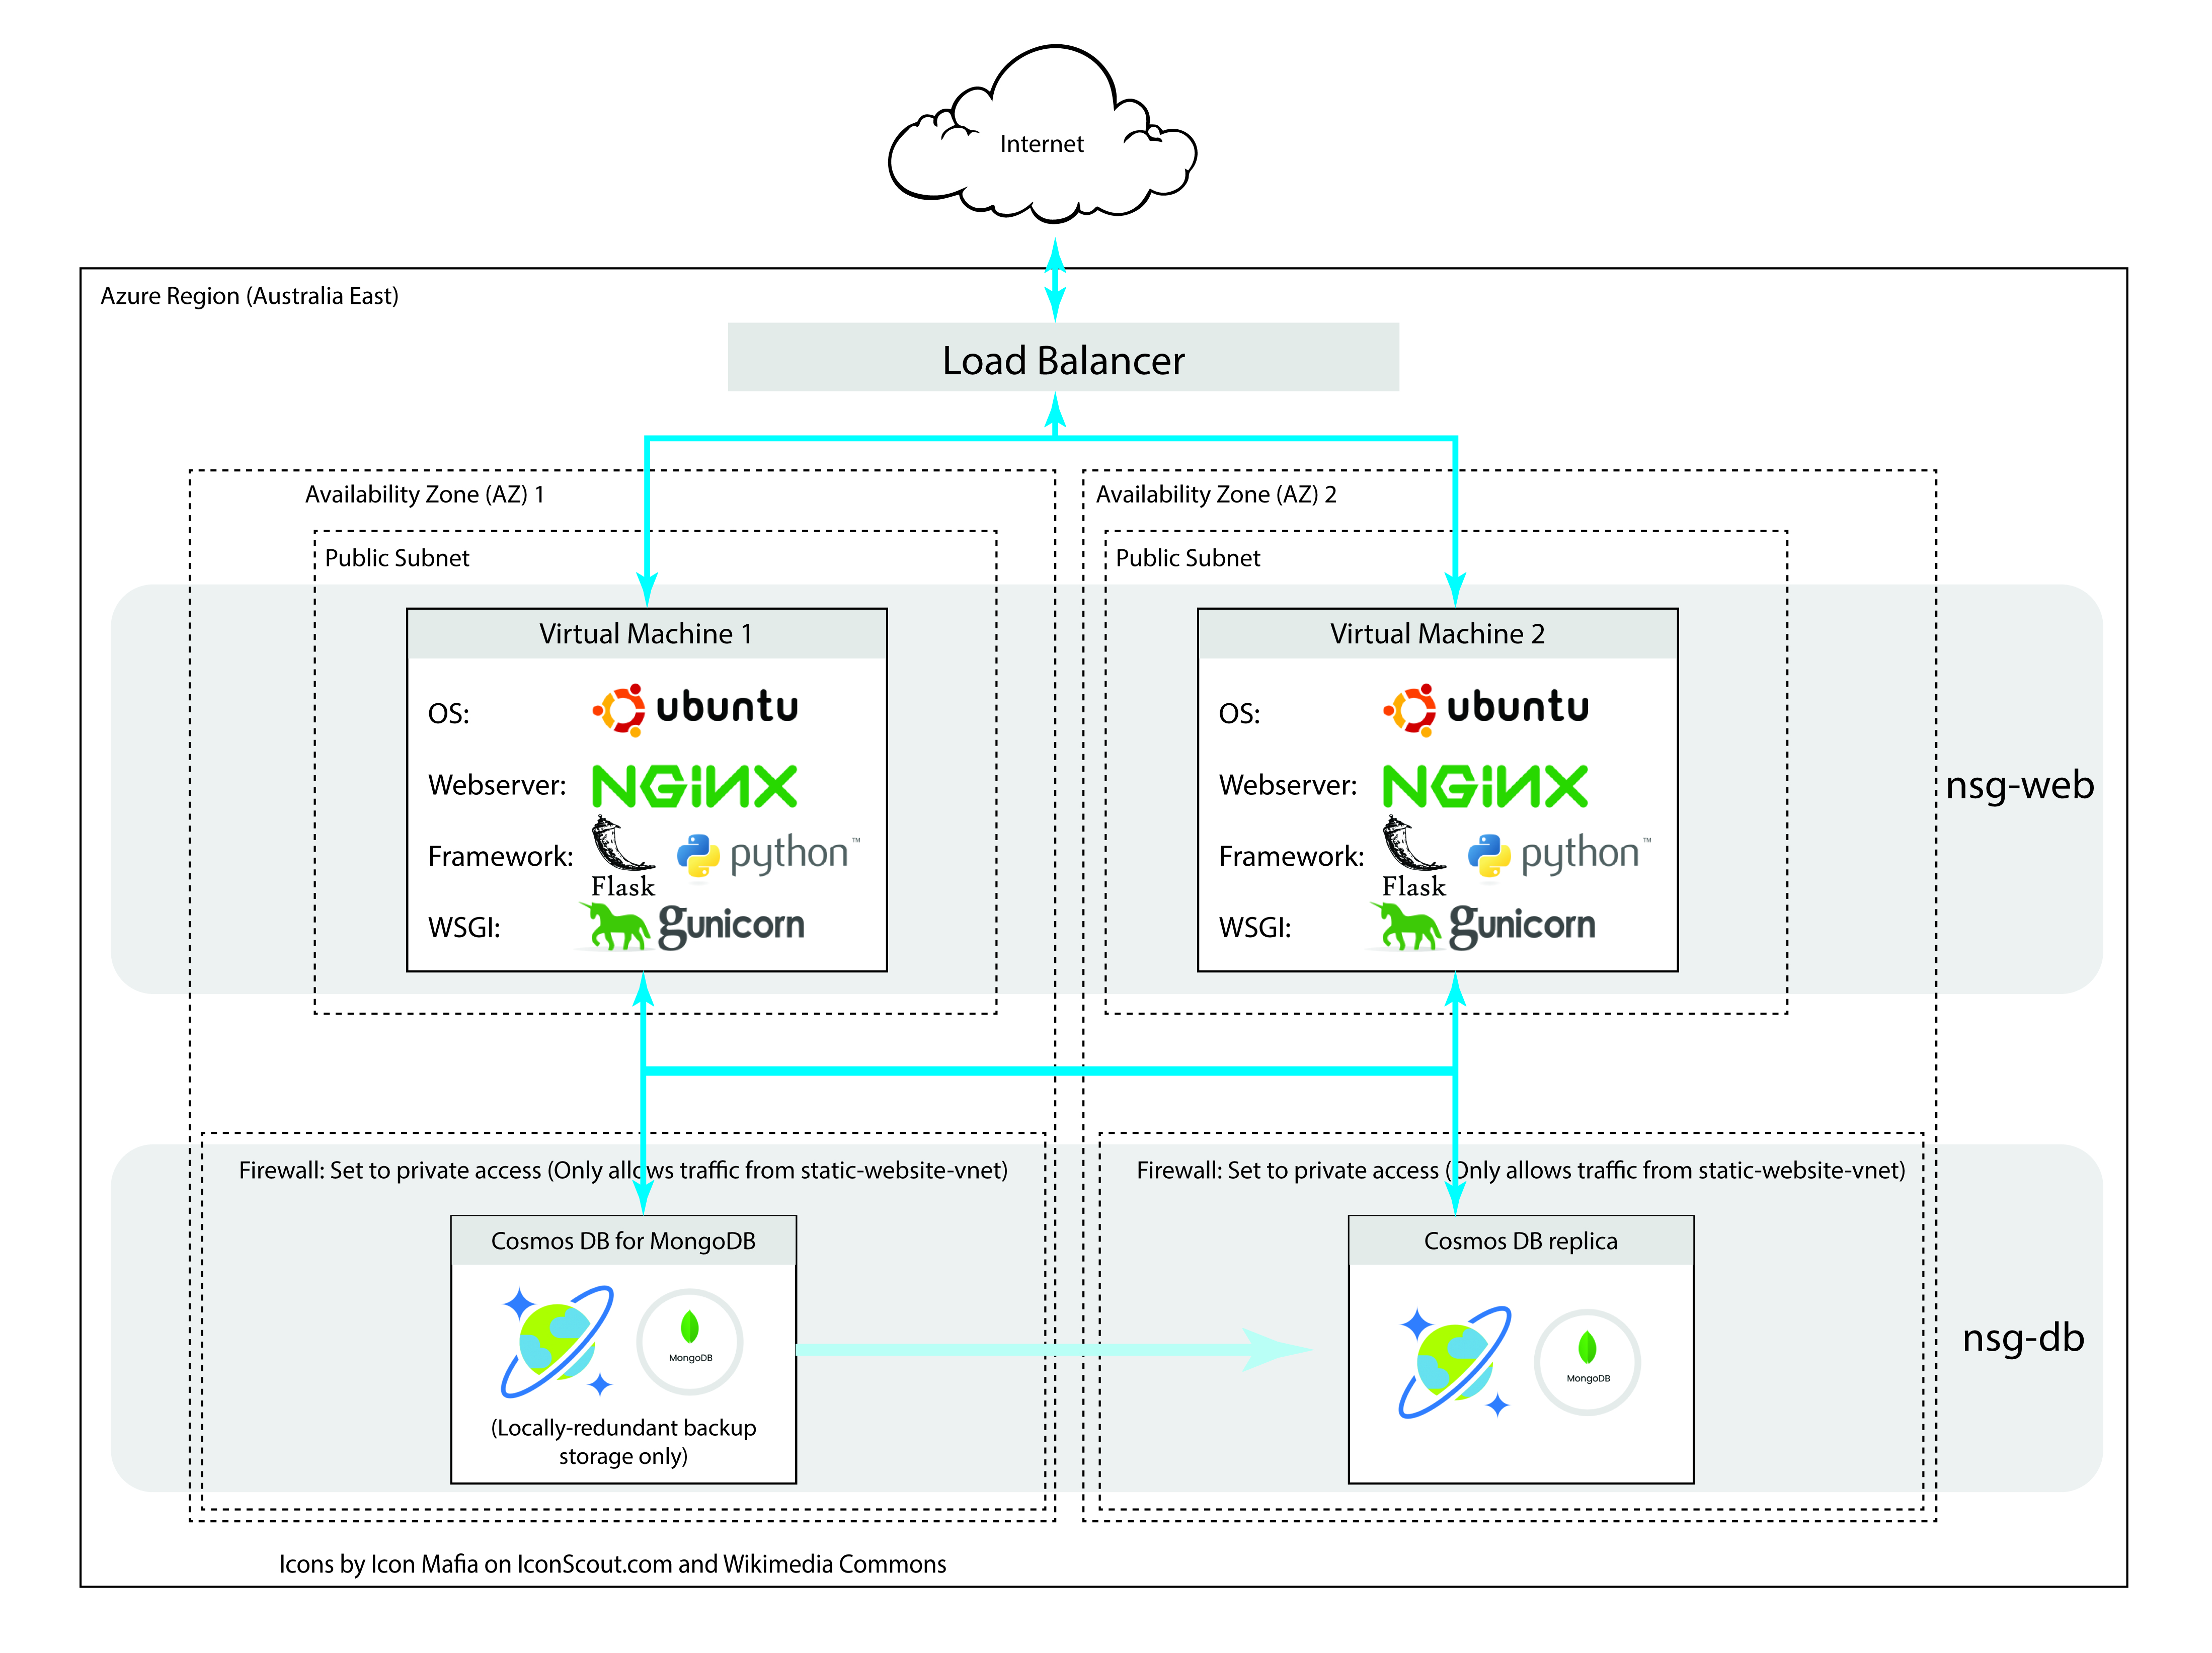 Internet
Azure Region (Australia East)
Load Balancer
Availability Zone (AZ) 1
Availability Zone (AZ) 2
Public Subnet
Public Subnet
Virtual Machine 1
OS: ubuntu
Webserver: NGINX
Framework: Flask python™
WSGI: gunicorn
Virtual Machine 2
OS: ubuntu
Webserver: NGINX
Framework: Flask python™
WSGI: gunicorn
nsg-web
Firewall: Set to private access (Only allows traffic from static-website-vnet)
Firewall: Set to private access (Only allows traffic from static-website-vnet)
Cosmos DB for MongoDB
MongoDB
(Locally-redundant backup
storage only)
Cosmos DB replica
MongoDB
nsg-db
Icons by Icon Mafia on IconScout.com and Wikimedia Commons